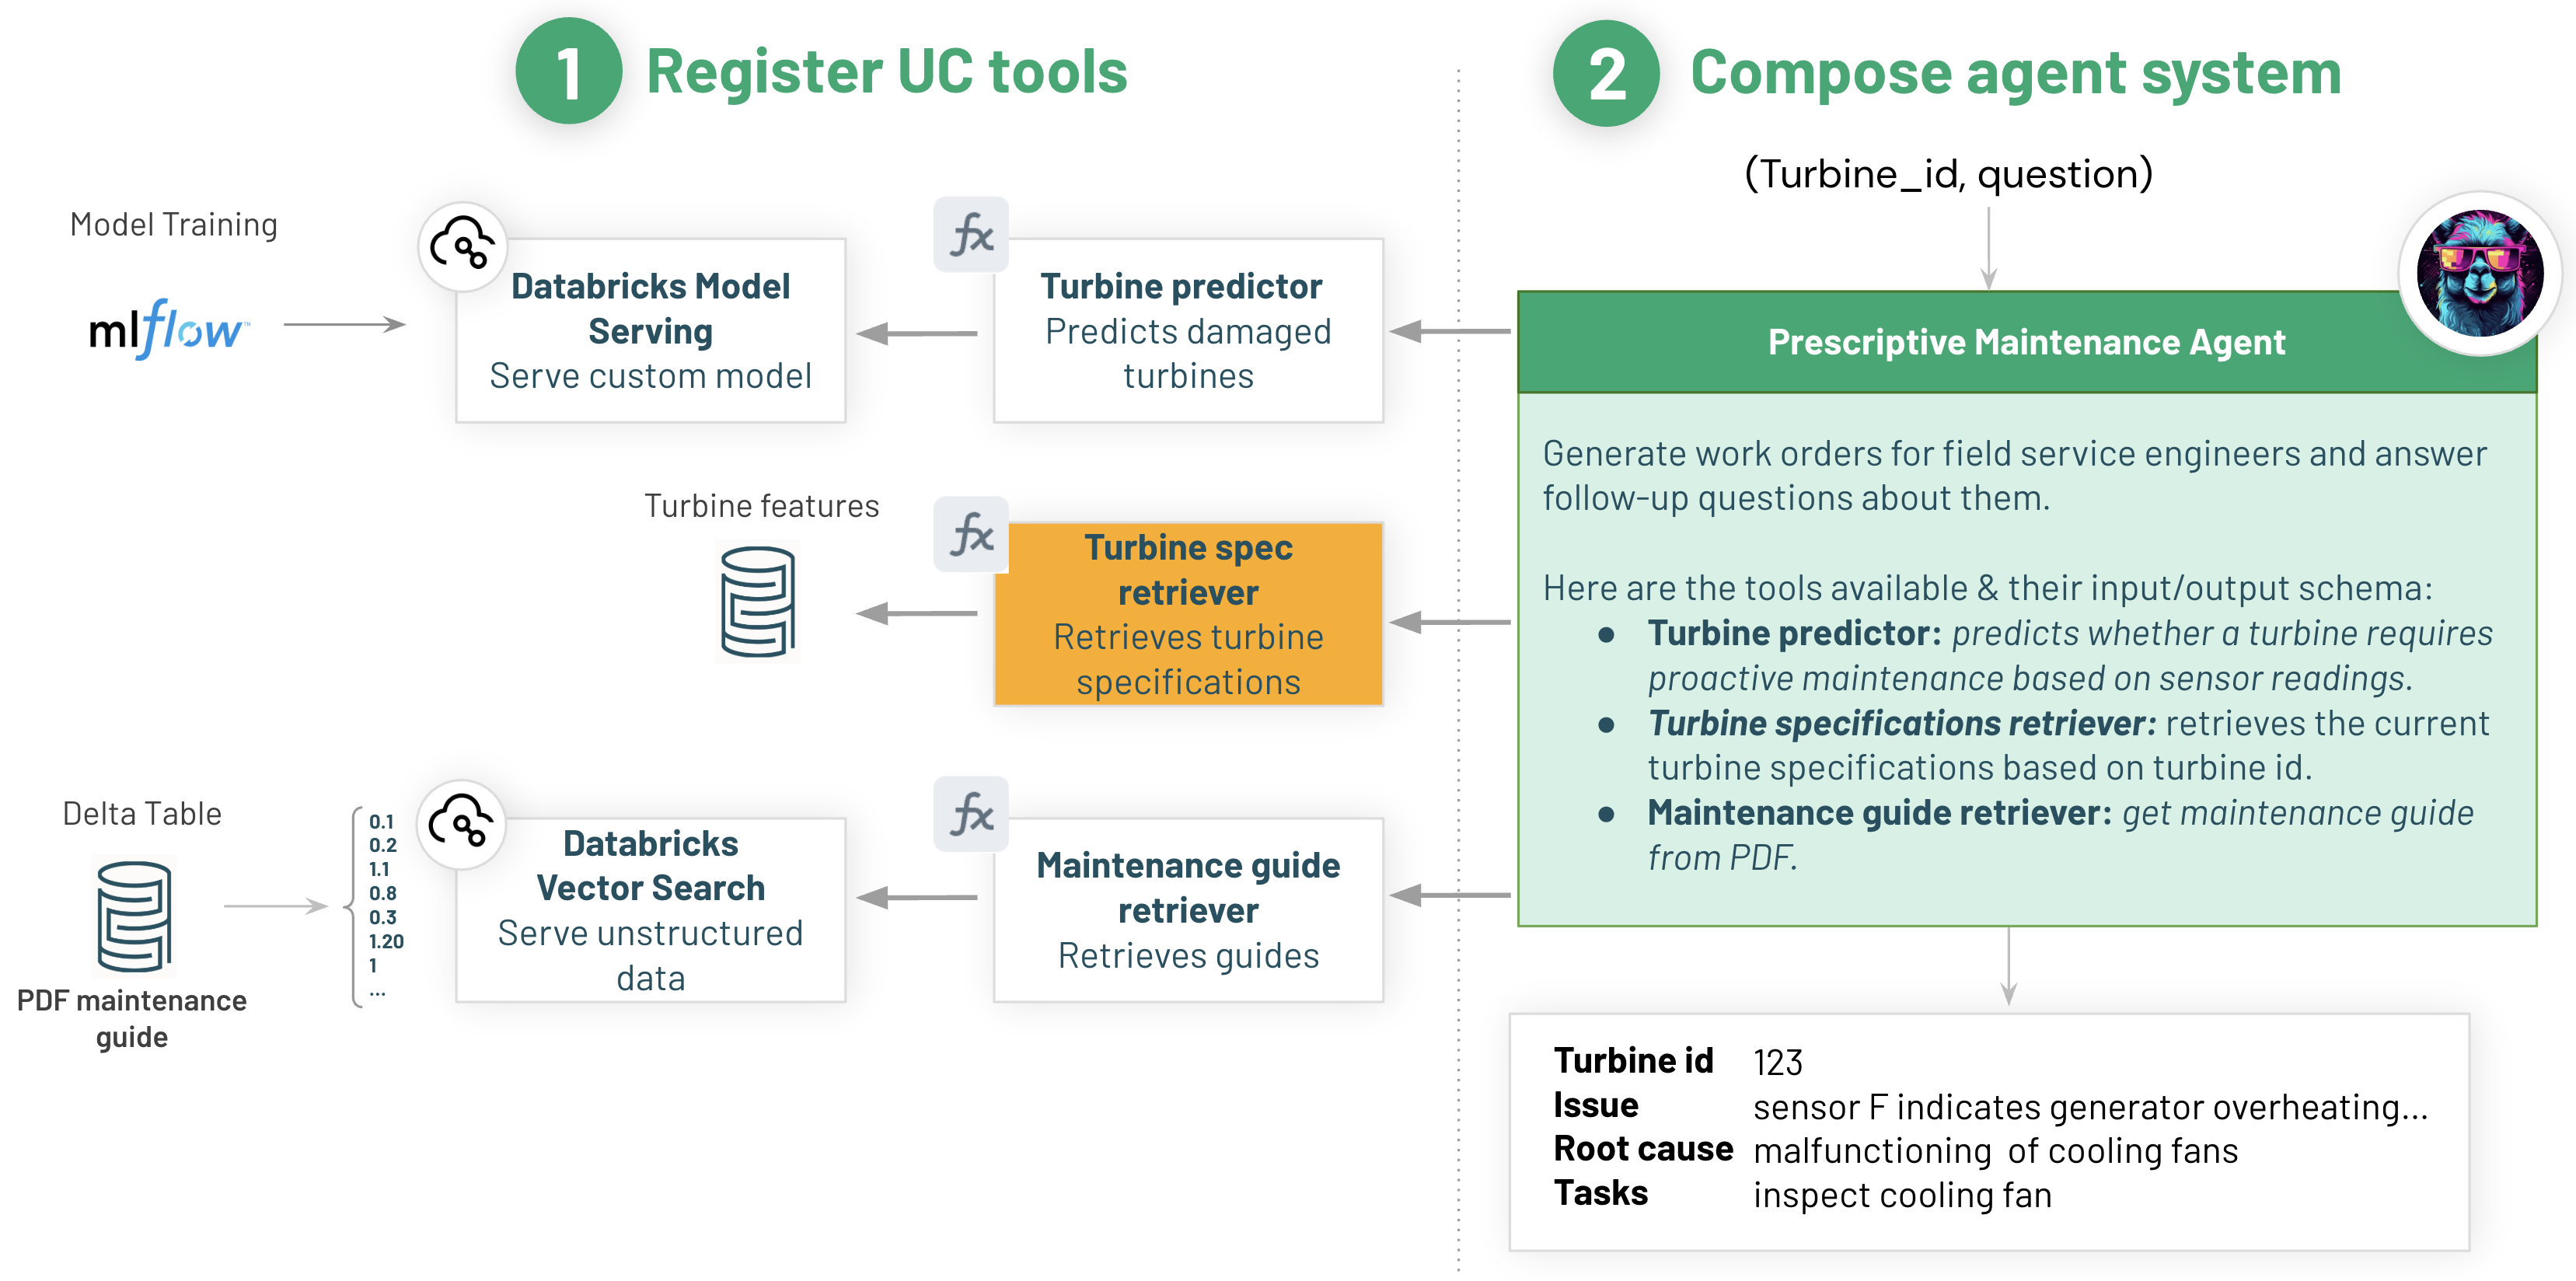 1 Register UC tools
Model Training
mlflow™
Databricks Model
Serving
Serve custom model
fx
Turbine predictor
Predicts damaged
turbines
Turbine features
fx
Turbine spec
retriever
Retrieves turbine
specifications
Delta Table
PDF maintenance
guide
0.1
0.2
1.1
0.8
0.3
1.20
1
...
Databricks
Vector Search
Serve unstructured
data
fx
Maintenance guide
retriever
Retrieves guides
2 Compose agent system
(Turbine_id, question)
Prescriptive Maintenance Agent
Generate work orders for field service engineers and answer
follow-up questions about them.
Here are the tools available & their input/output schema:
● Turbine predictor: predicts whether a turbine requires
proactive maintenance based on sensor readings.
● Turbine specifications retriever: retrieves the current
turbine specifications based on turbine id.
● Maintenance guide retriever: get maintenance guide
from PDF.
Turbine id 123
Issue sensor F indicates generator overheating...
Root cause malfunctioning of cooling fans
Tasks inspect cooling fan